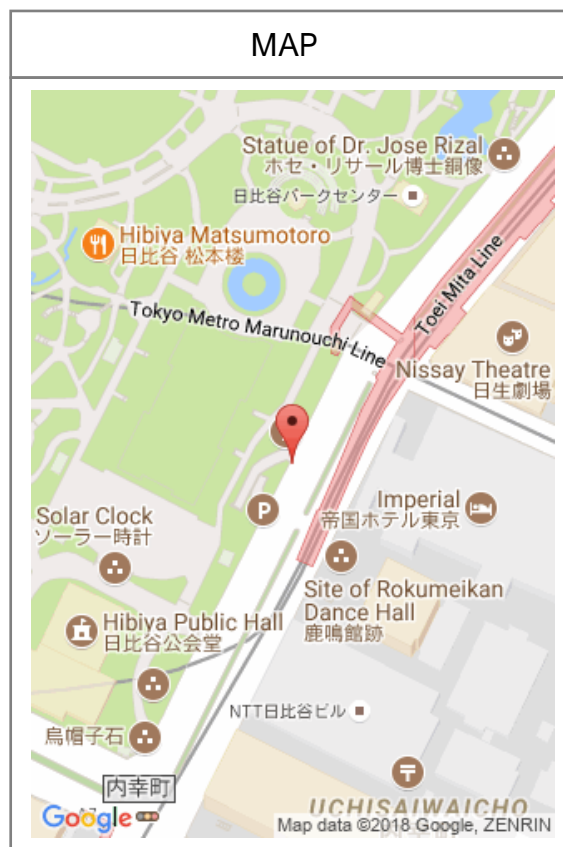 MAP
Statue of Dr. Jose Rizal
ホセ・リサール博士銅像
日比谷パークセンター
Hibiya Matsumotoro
日比谷 松本楼
Toei Mita Line
Tokyo Metro Marunouchi Line
Nissay Theatre
日生劇場
P
Imperial
帝国ホテル東京
Solar Clock
ソーラー時計
Site of Rokumeikan
Dance Hall
鹿鳴館跡
Hibiya Public Hall
日比谷公会堂
NTT日比谷ビル
烏帽子石
内幸町
UCHISAIWAICHO
Google
Map data ©2018 Google, ZENRIN